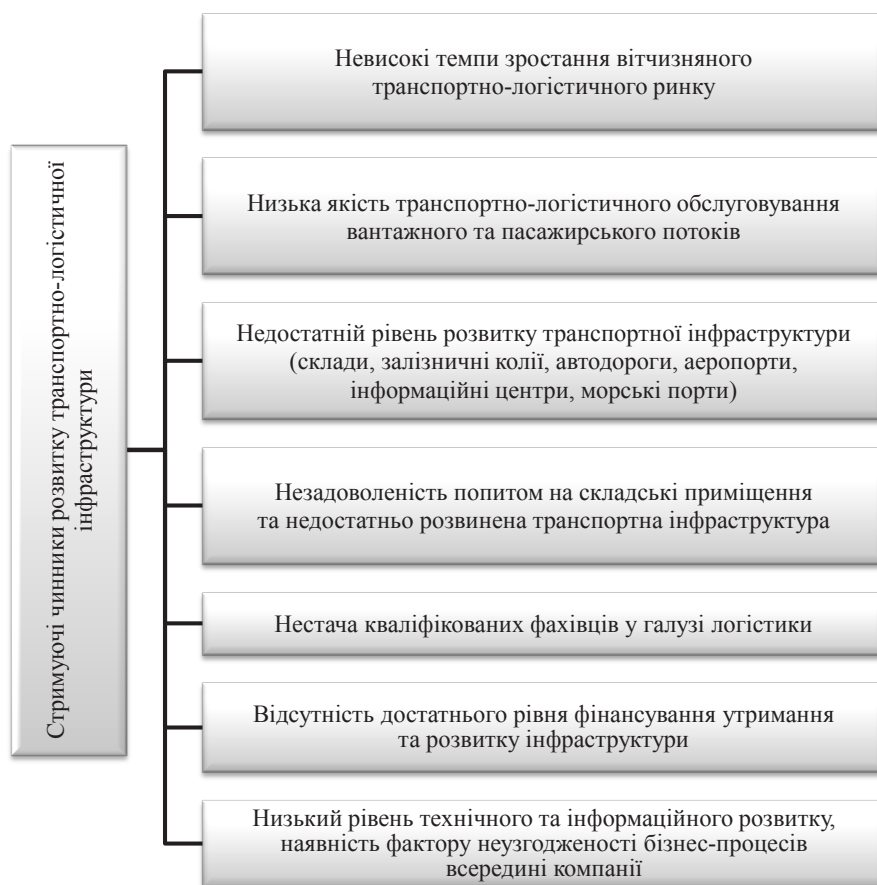 Стримуючі чинники розвитку транспортно-логістичної
інфраструктури
Невисокі темпи зростання вітчизняного
транспортно-логістичного ринку
Низька якість транспортно-логістичного обслуговування
вантажного та пасажирського потоків
Недостатній рівень розвитку транспортної інфраструктури
(склади, залізничні колії, автодороги, аеропорти,
інформаційні центри, морські порти)
Незадоволеність попитом на складські приміщення
та недостатньо розвинена транспортна інфраструктура
Нестача кваліфікованих фахівців у галузі логістики
Відсутність достатнього рівня фінансування утримання
та розвитку інфраструктури
Низький рівень технічного та інформаційного розвитку,
наявність фактору неузгодженості бізнес-процесів
всередині компанії